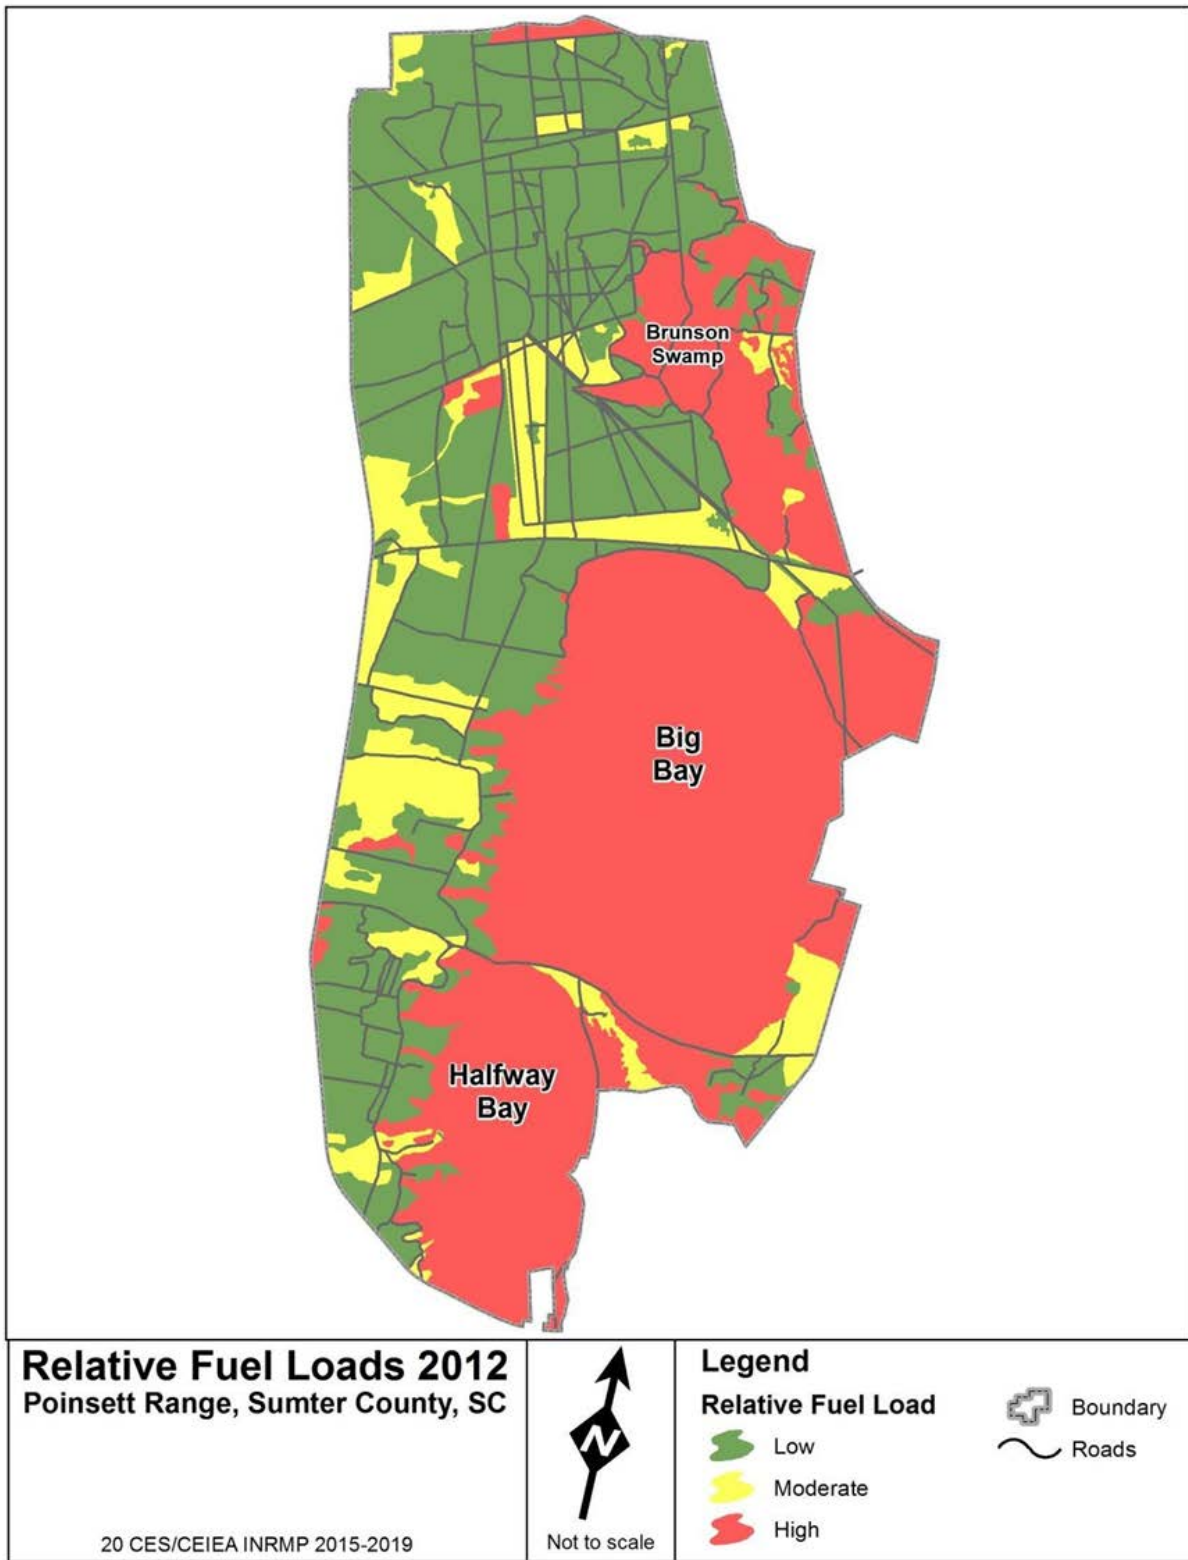 Brunson
Swamp
Big
Bay
Halfway
Bay
Relative Fuel Loads 2012
Poinsett Range, Sumter County, SC
20 CES/CEIEA INRMP 2015-2019
N
Not to scale
Legend
Relative Fuel Load
Low
Moderate
High
Boundary
Roads